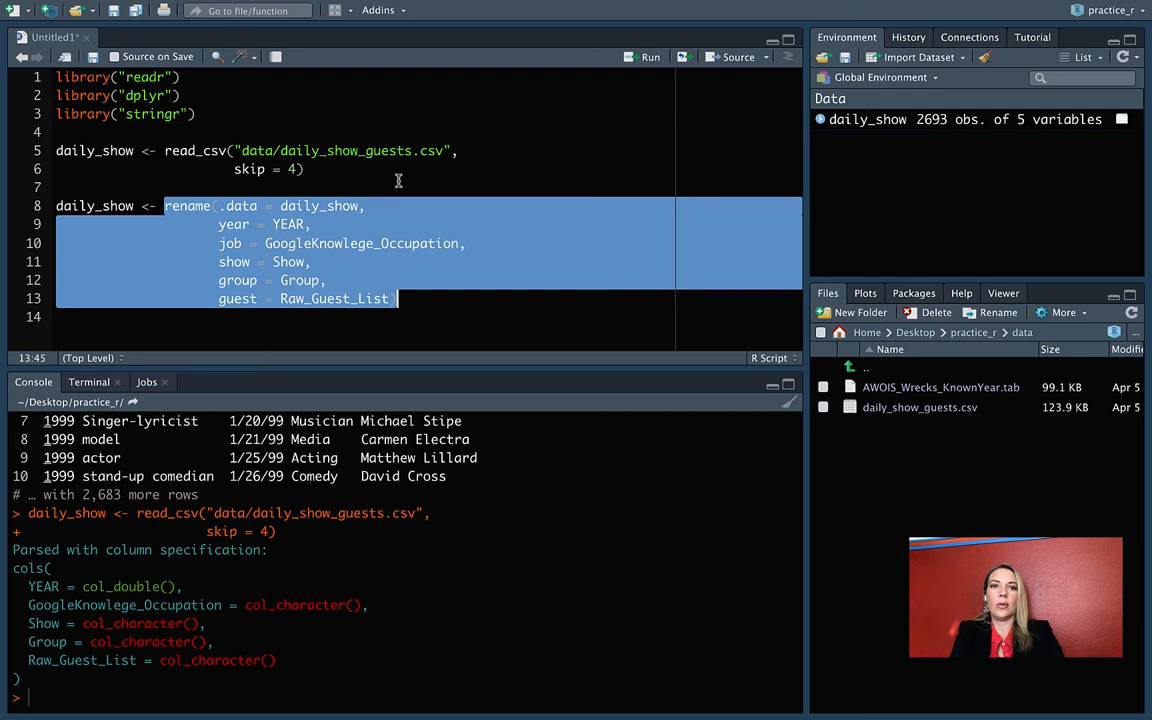 Go to file/function
Addins
practice_r
Untitled1*
Source on Save
Run
Source
1 library("readr")
2 library("dplyr")
3 library("stringr")
4
5 daily_show <- read_csv("data/daily_show_guests.csv",
6 skip = 4)
7
8 daily_show <- rename(.data = daily_show,
9 year = YEAR,
10 job = GoogleKnowlege_Occupation,
11 show = Show,
12 group = Group,
13 guest = Raw_Guest_List)
14
13:45 (Top Level) R Script
Console Terminal Jobs
~/Desktop/practice_r/
7 1999 Singer-lyricist 1/20/99 Musician Michael Stipe
8 1999 model 1/21/99 Media Carmen Electra
9 1999 actor 1/25/99 Acting Matthew Lillard
10 1999 stand-up comedian 1/26/99 Comedy David Cross
# … with 2,683 more rows
> daily_show <- read_csv("data/daily_show_guests.csv",
+ skip = 4)
Parsed with column specification:
cols(
YEAR = col_double(),
GoogleKnowlege_Occupation = col_character(),
Show = col_character(),
Group = col_character(),
Raw_Guest_List = col_character()
)
>
Environment History Connections Tutorial
Import Dataset List
Global Environment
Data
daily_show 2693 obs. of 5 variables
Files Plots Packages Help Viewer
New Folder Delete Rename More
Home Desktop practice_r data
Name Size Modifi
..
AWOIS_Wrecks_KnownYear.tab 99.1 KB Apr 5
daily_show_guests.csv 123.9 KB Apr 5